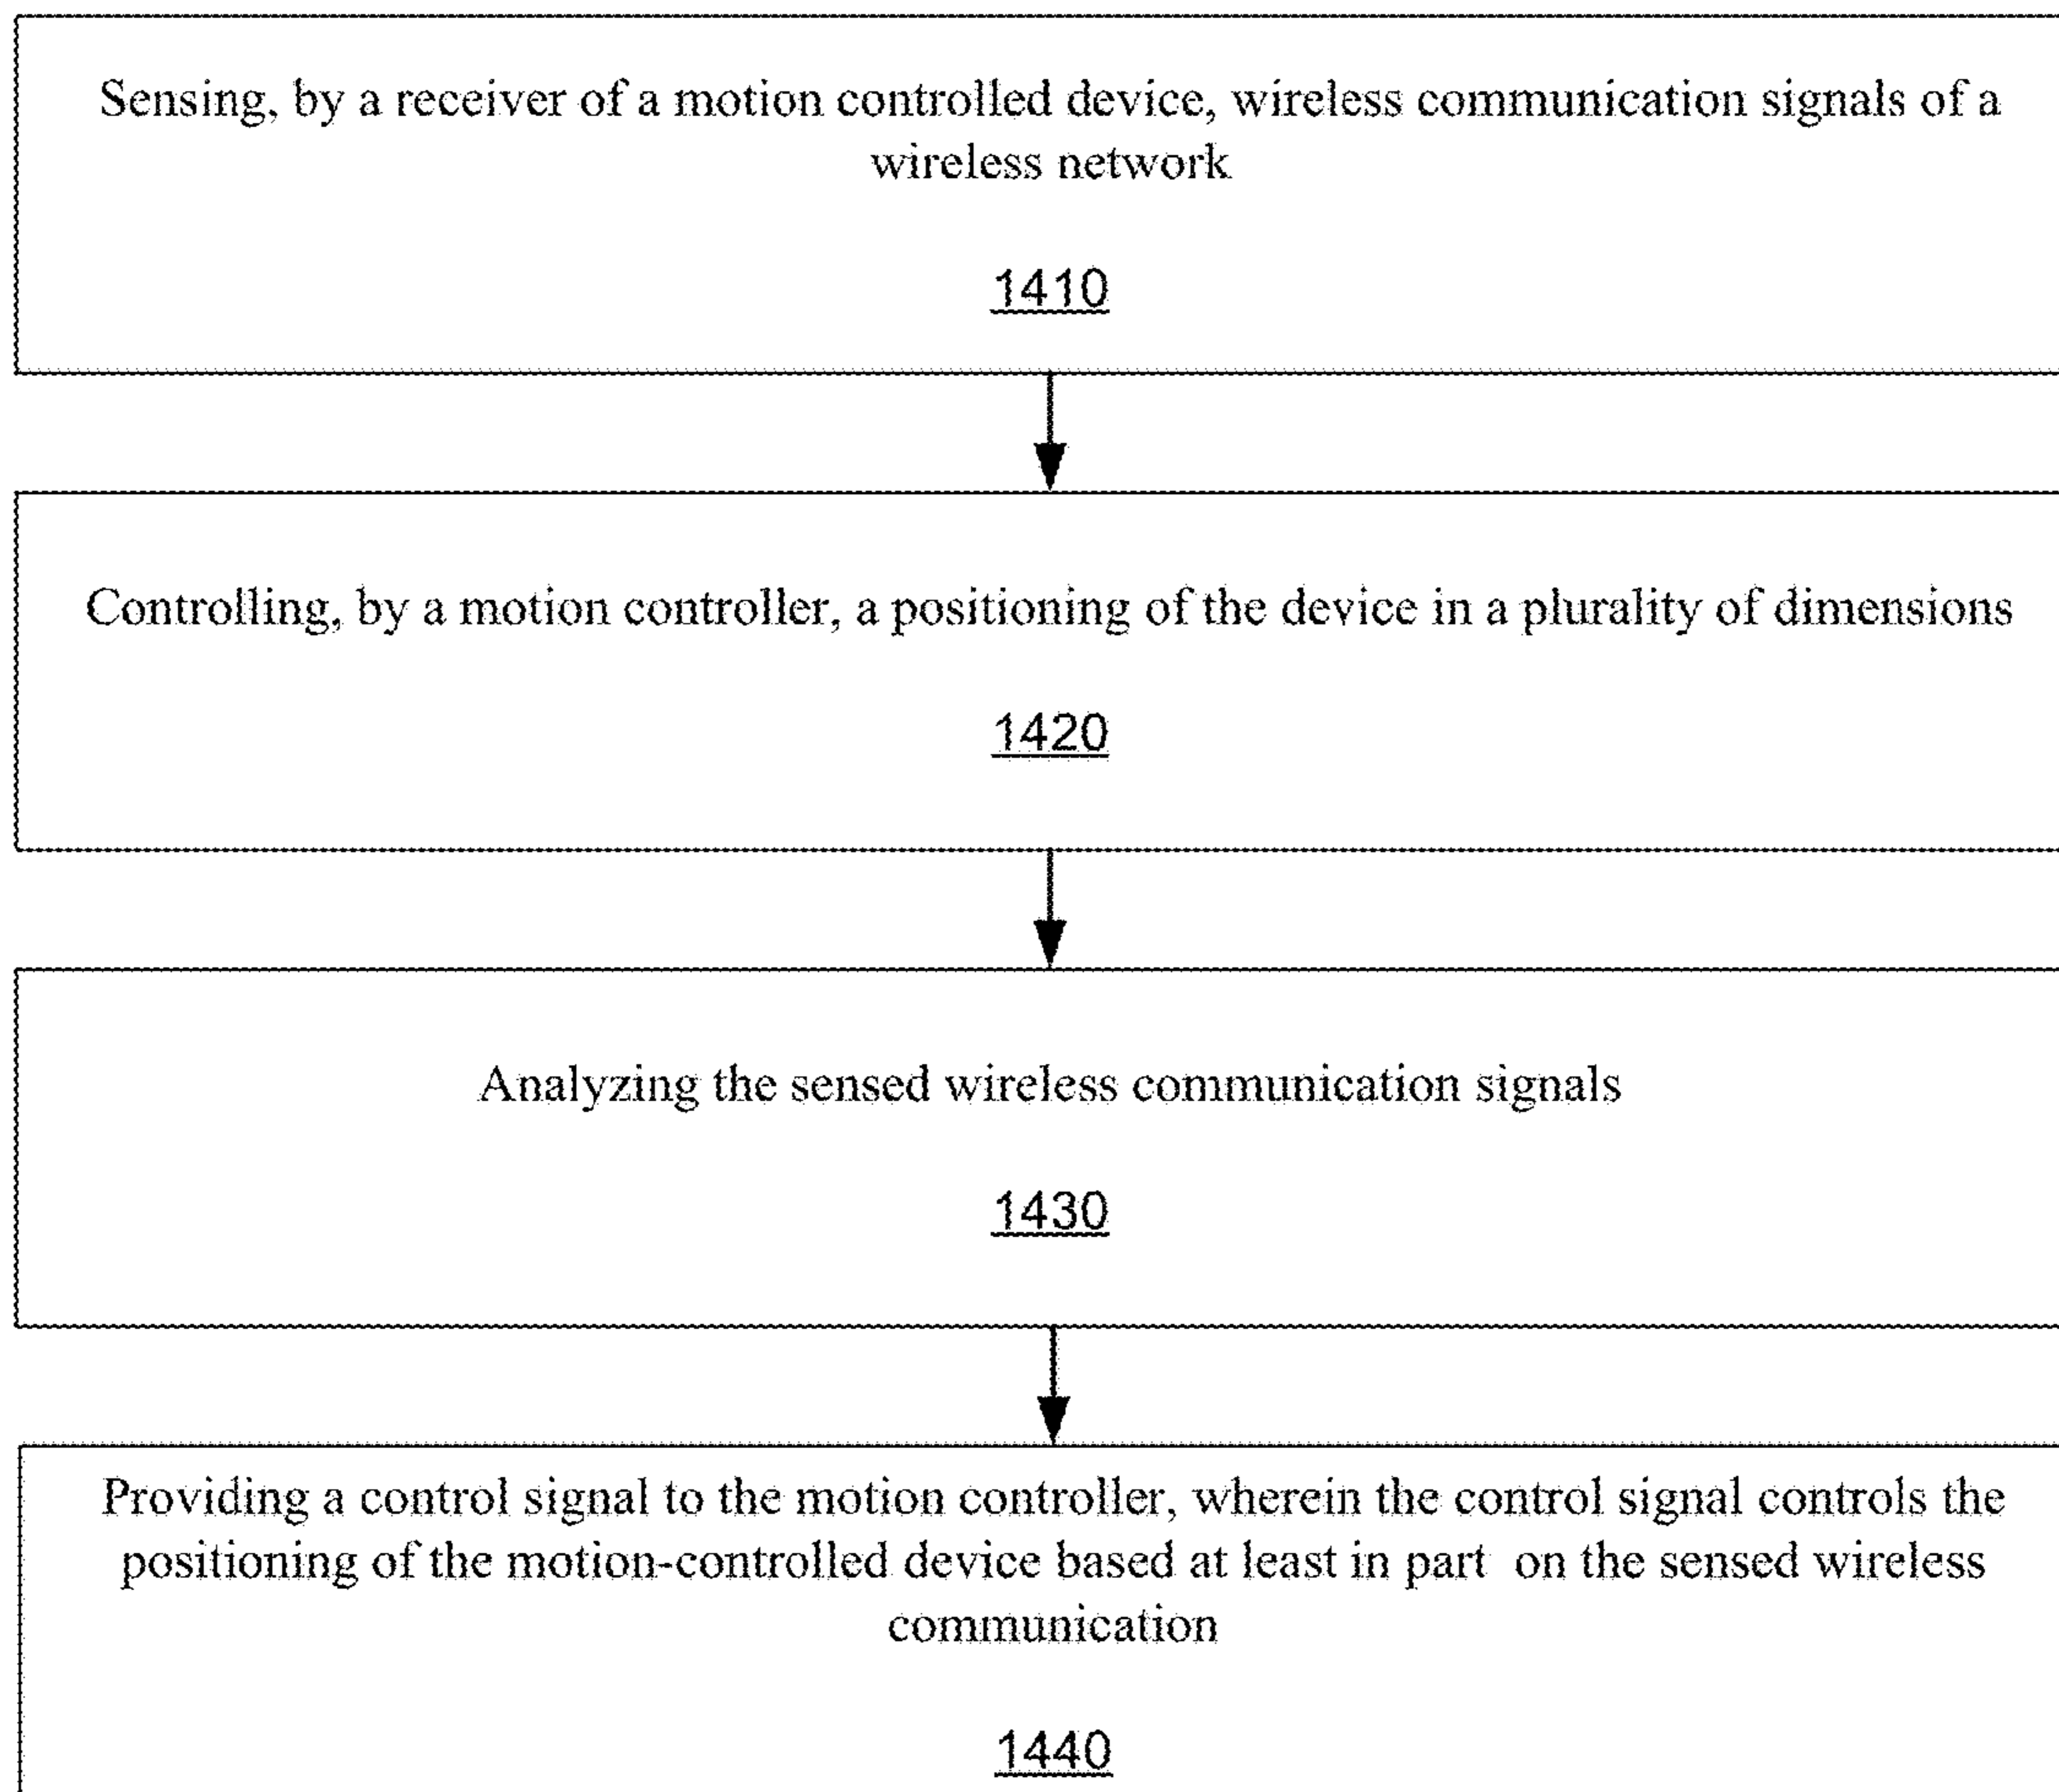 Sensing, by a receiver of a motion controlled device, wireless communication signals of a
wireless network
1410
Controlling, by a motion controller, a positioning of the device in a plurality of dimensions
1420
Analyzing the sensed wireless communication signals
1430
Providing a control signal to the motion controller, wherein the control signal controls the
positioning of the motion-controlled device based at least in part on the sensed wireless
communication
1440